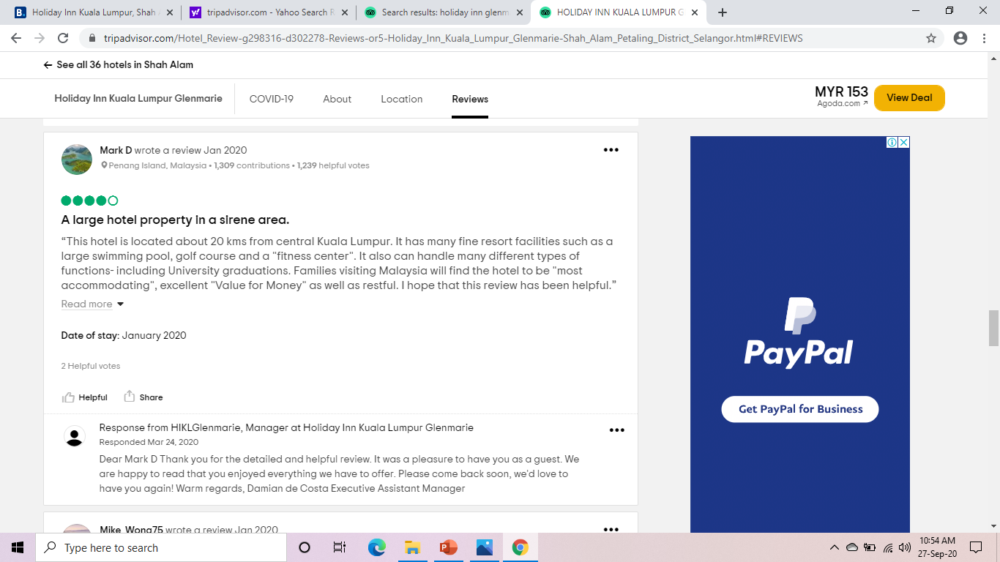 Holiday Inn Kuala Lumpur, Shah
tripadvisor.com - Yahoo Search R
Search results: holiday inn glenm
HOLIDAY INN KUALA LUMPUR G
tripadvisor.com/Hotel_Review-g298316-d302278-Reviews-or5-Holiday_Inn_Kuala_Lumpur_Glenmarie-Shah_Alam_Petaling_District_Selangor.html#REVIEWS
See all 36 hotels in Shah Alam
Holiday Inn Kuala Lumpur Glenmarie
COVID-19 About Location Reviews
MYR 153
Agoda.com
View Deal
Mark D wrote a review Jan 2020
Penang Island, Malaysia • 1,309 contributions • 1,239 helpful votes
A large hotel property in a sirene area.
“This hotel is located about 20 kms from central Kuala Lumpur. It has many fine resort facilities such as a
large swimming pool, golf course and a "fitness center". It also can handle many different types of
functions- including University graduations. Families visiting Malaysia will find the hotel to be "most
accommodating", excellent "Value for Money" as well as restful. I hope that this review has been helpful.”
Read more
Date of stay: January 2020
2 Helpful votes
Helpful Share
Response from HIKLGlenmarie, Manager at Holiday Inn Kuala Lumpur Glenmarie
Responded Mar 24, 2020
Dear Mark D Thank you for the detailed and helpful review. It was a pleasure to have you as a guest. We
are happy to read that you enjoyed everything we have to offer. Please come back soon, we'd love to
have you again! Warm regards, Damian de Costa Executive Assistant Manager
Mike_Wong75 wrote a review Jan 2020
PayPal
Get PayPal for Business
Type here to search
10:54 AM
27-Sep-20